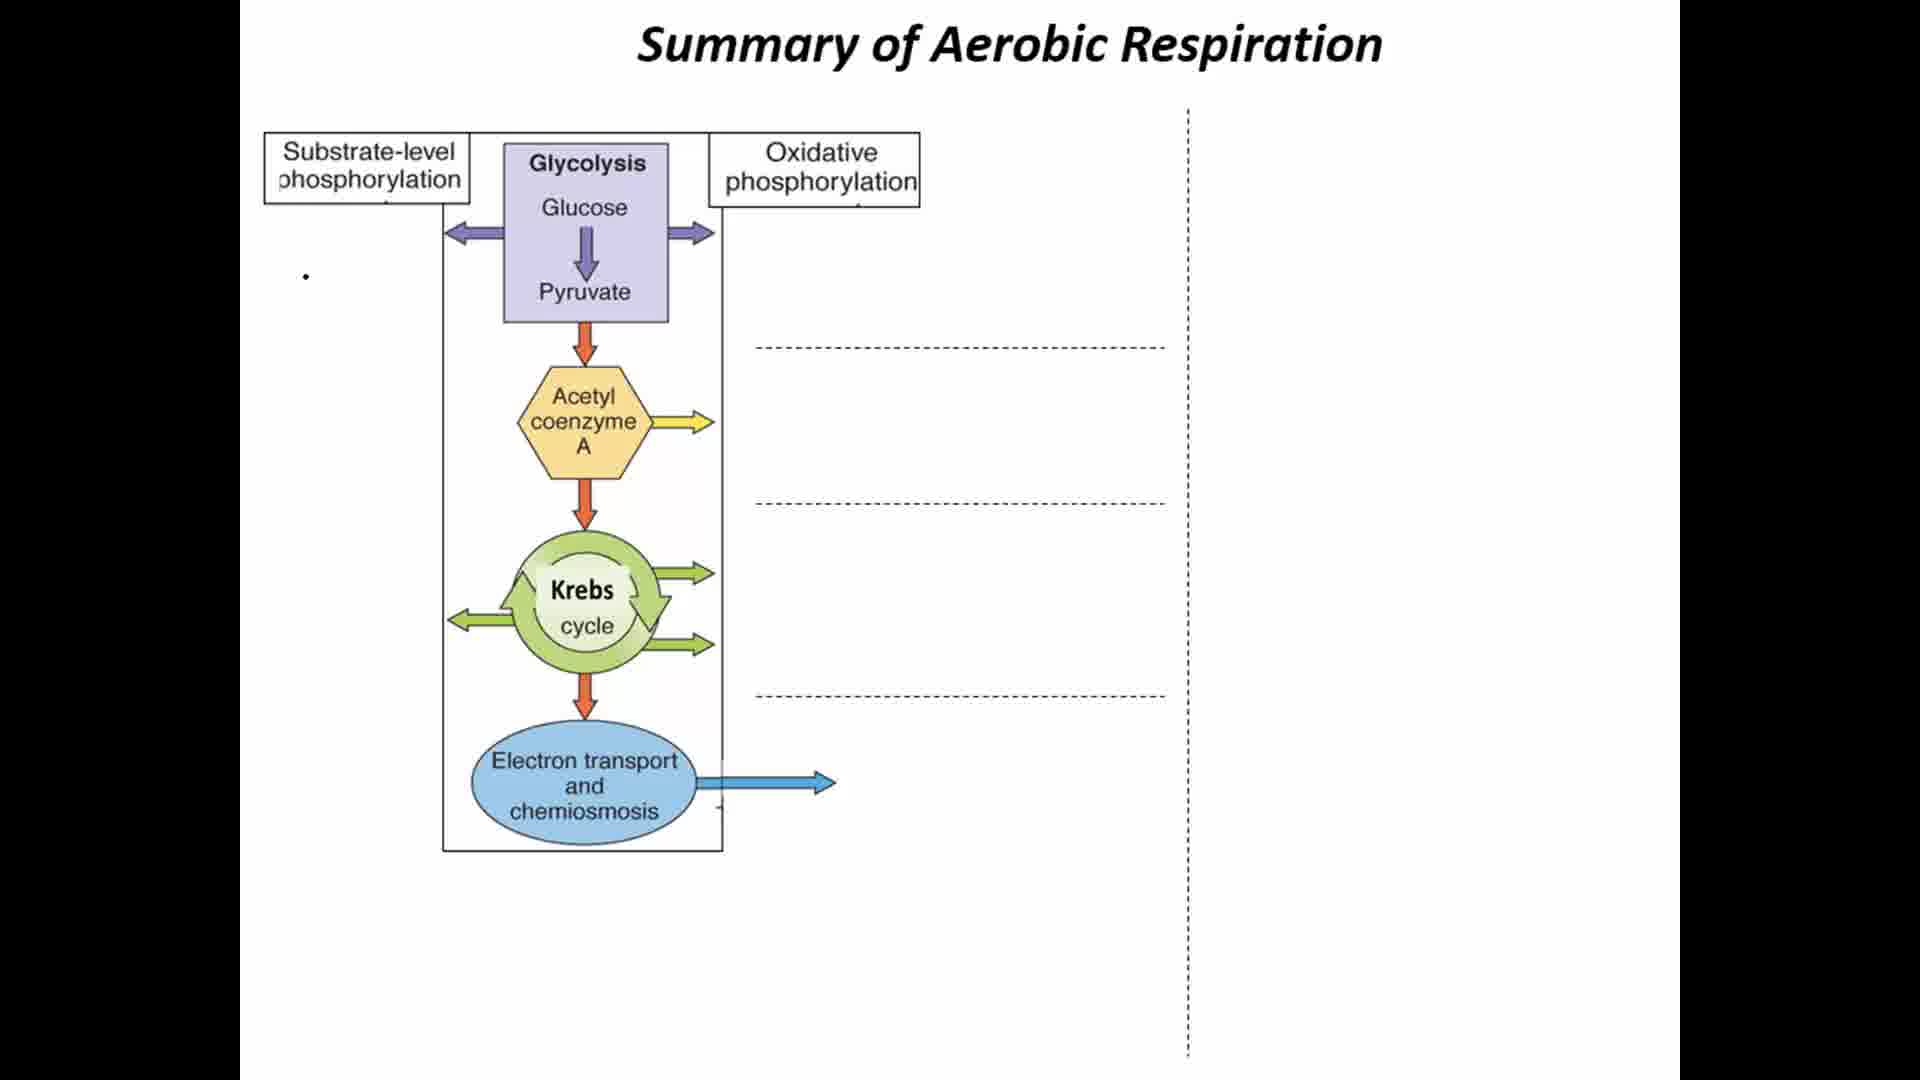 Summary of Aerobic Respiration
Substrate-level
phosphorylation
Glycolysis
Glucose
Pyruvate
Oxidative
phosphorylation
Acetyl
coenzyme
A
Krebs
cycle
Electron transport
and
chemiosmosis